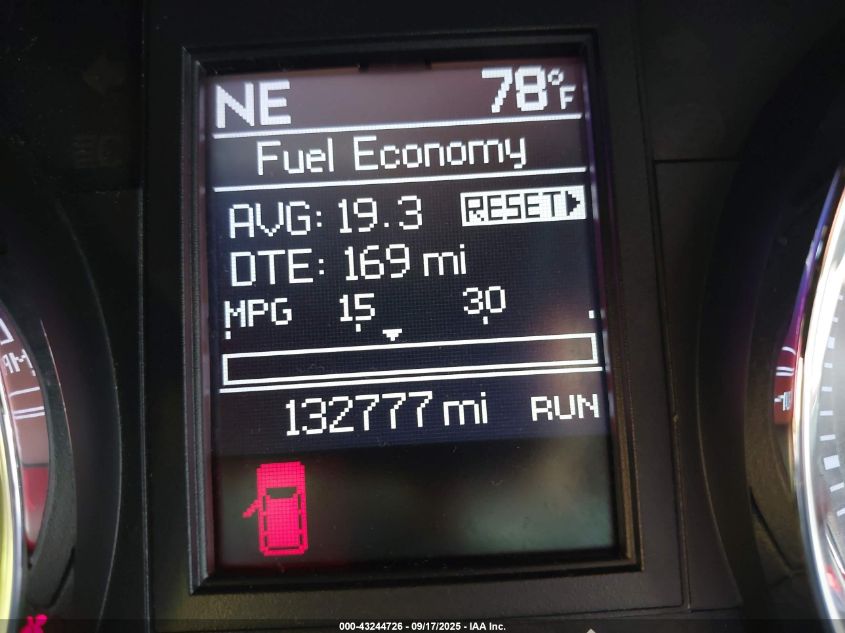 NE 78°F
Fuel Economy
AVG: 19.3 RESET
DTE: 169 mi
MPG 15 30
132777 mi RUN
000-43244726 - 09/17/2025 - IAA Inc.